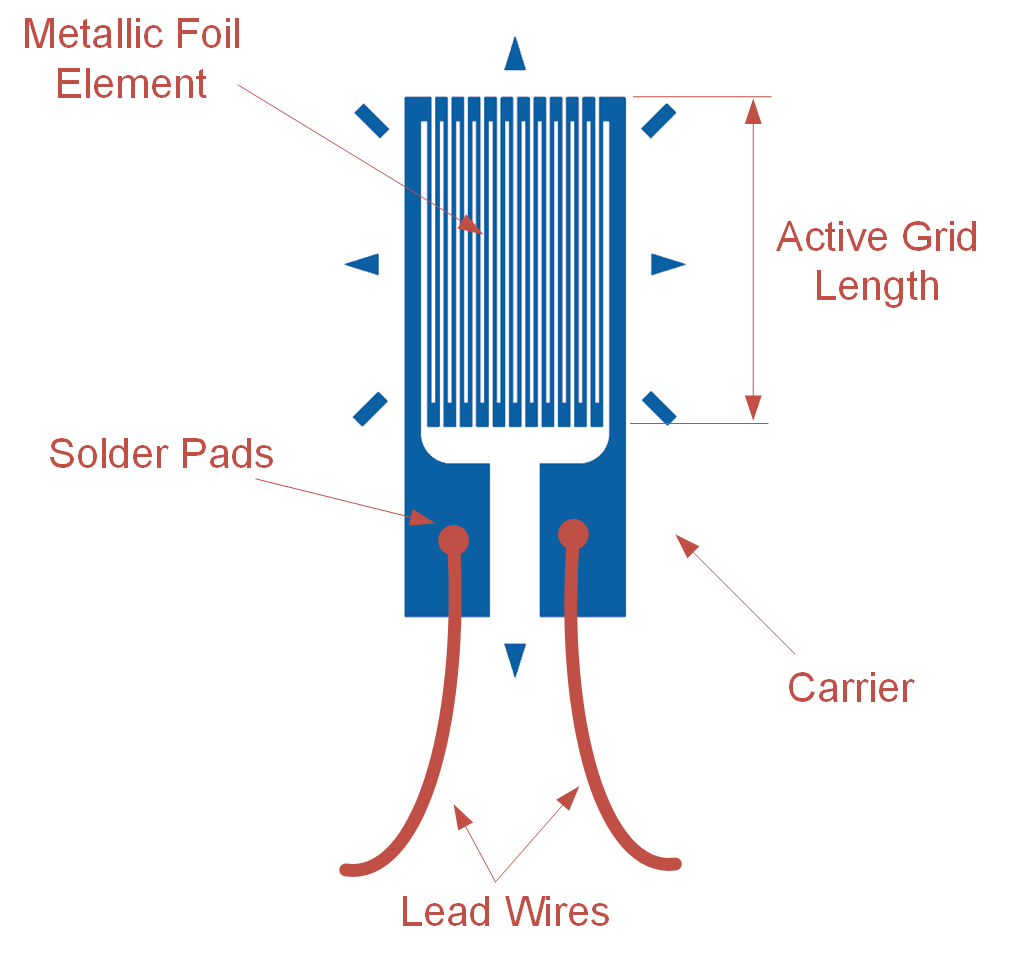 Metallic Foil
Element
Active Grid
Length
Solder Pads
Carrier
Lead Wires